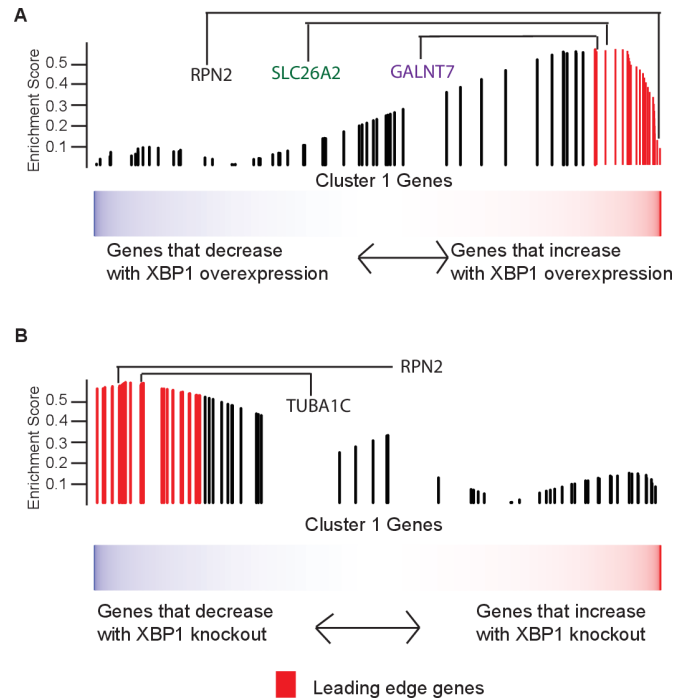 A
RPN2
SLC26A2
GALNT7
Enrichment Score
0.5
0.4
0.3
0.2
0.1
Cluster 1 Genes
Genes that decrease
with XBP1 overexpression
Genes that increase
with XBP1 overexpression
B
RPN2
TUBA1C
Enrichment Score
0.5
0.4
0.3
0.2
0.1
Cluster 1 Genes
Genes that decrease
with XBP1 knockout
Genes that increase
with XBP1 knockout
Leading edge genes